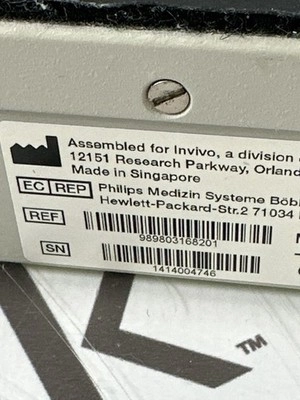 Assembled for Invivo, a division
12151 Research Parkway, Orland
Made in Singapore
EC REP Philips Medizin Systeme Böbl
Hewlett-Packard-Str.2 71034
REF
989803168201
SN
1414004746
TM